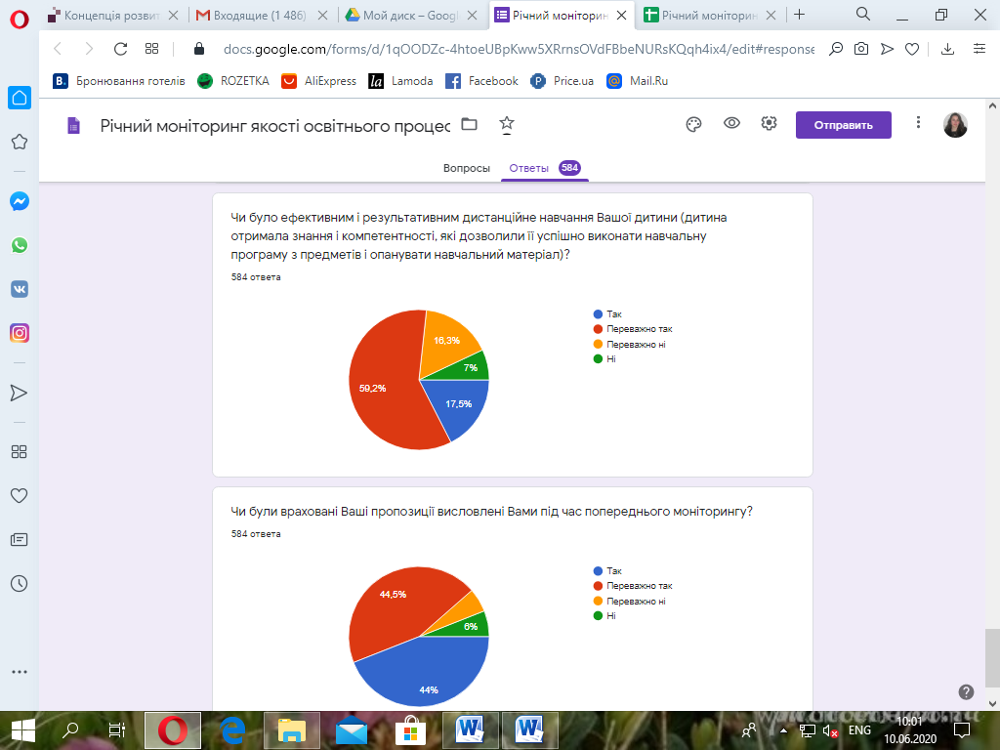 Концепція розвит
Входящие (1 486)
Мой диск – Googl
Річний моніторин
Річний моніторин
docs.google.com/forms/d/1qOODZc-4htoeUBpKww5XRrnsOVdFBbeNURsKQqh4ix4/edit#response
B. Бронювання готелів
ROZETKA
AliExpress
la Lamoda
Facebook
P Price.ua
@ Mail.Ru
Річний моніторинг якості освітнього процес
Отправить
Вопросы
Ответы 584
Чи було ефективним і результативним дистанційне навчання Вашої дитини (дитина
отримала знання і компетентності, які дозволили її успішно виконати навчальну
програму з предметів і опанувати навчальний матеріал)?
584 ответа
Так
Переважно так
Переважно ні
Ні
16,3%
7%
59,2%
17,5%
Чи були враховані Ваші пропозиції висловлені Вами під час попереднього моніторингу?
584 ответа
Так
Переважно так
Переважно ні
Ні
44,5%
6%
44%
ENG
10:01
10.06.2020